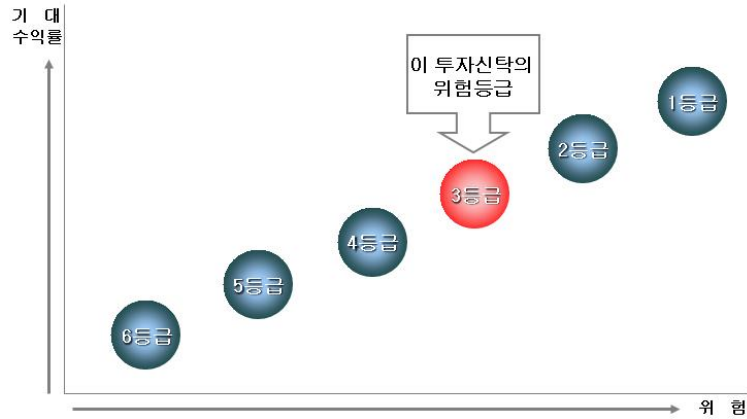 기 대
수익률
이 투자신탁의
위험등급
1등급
2등급
3등급
4등급
5등급
6등급
위 험